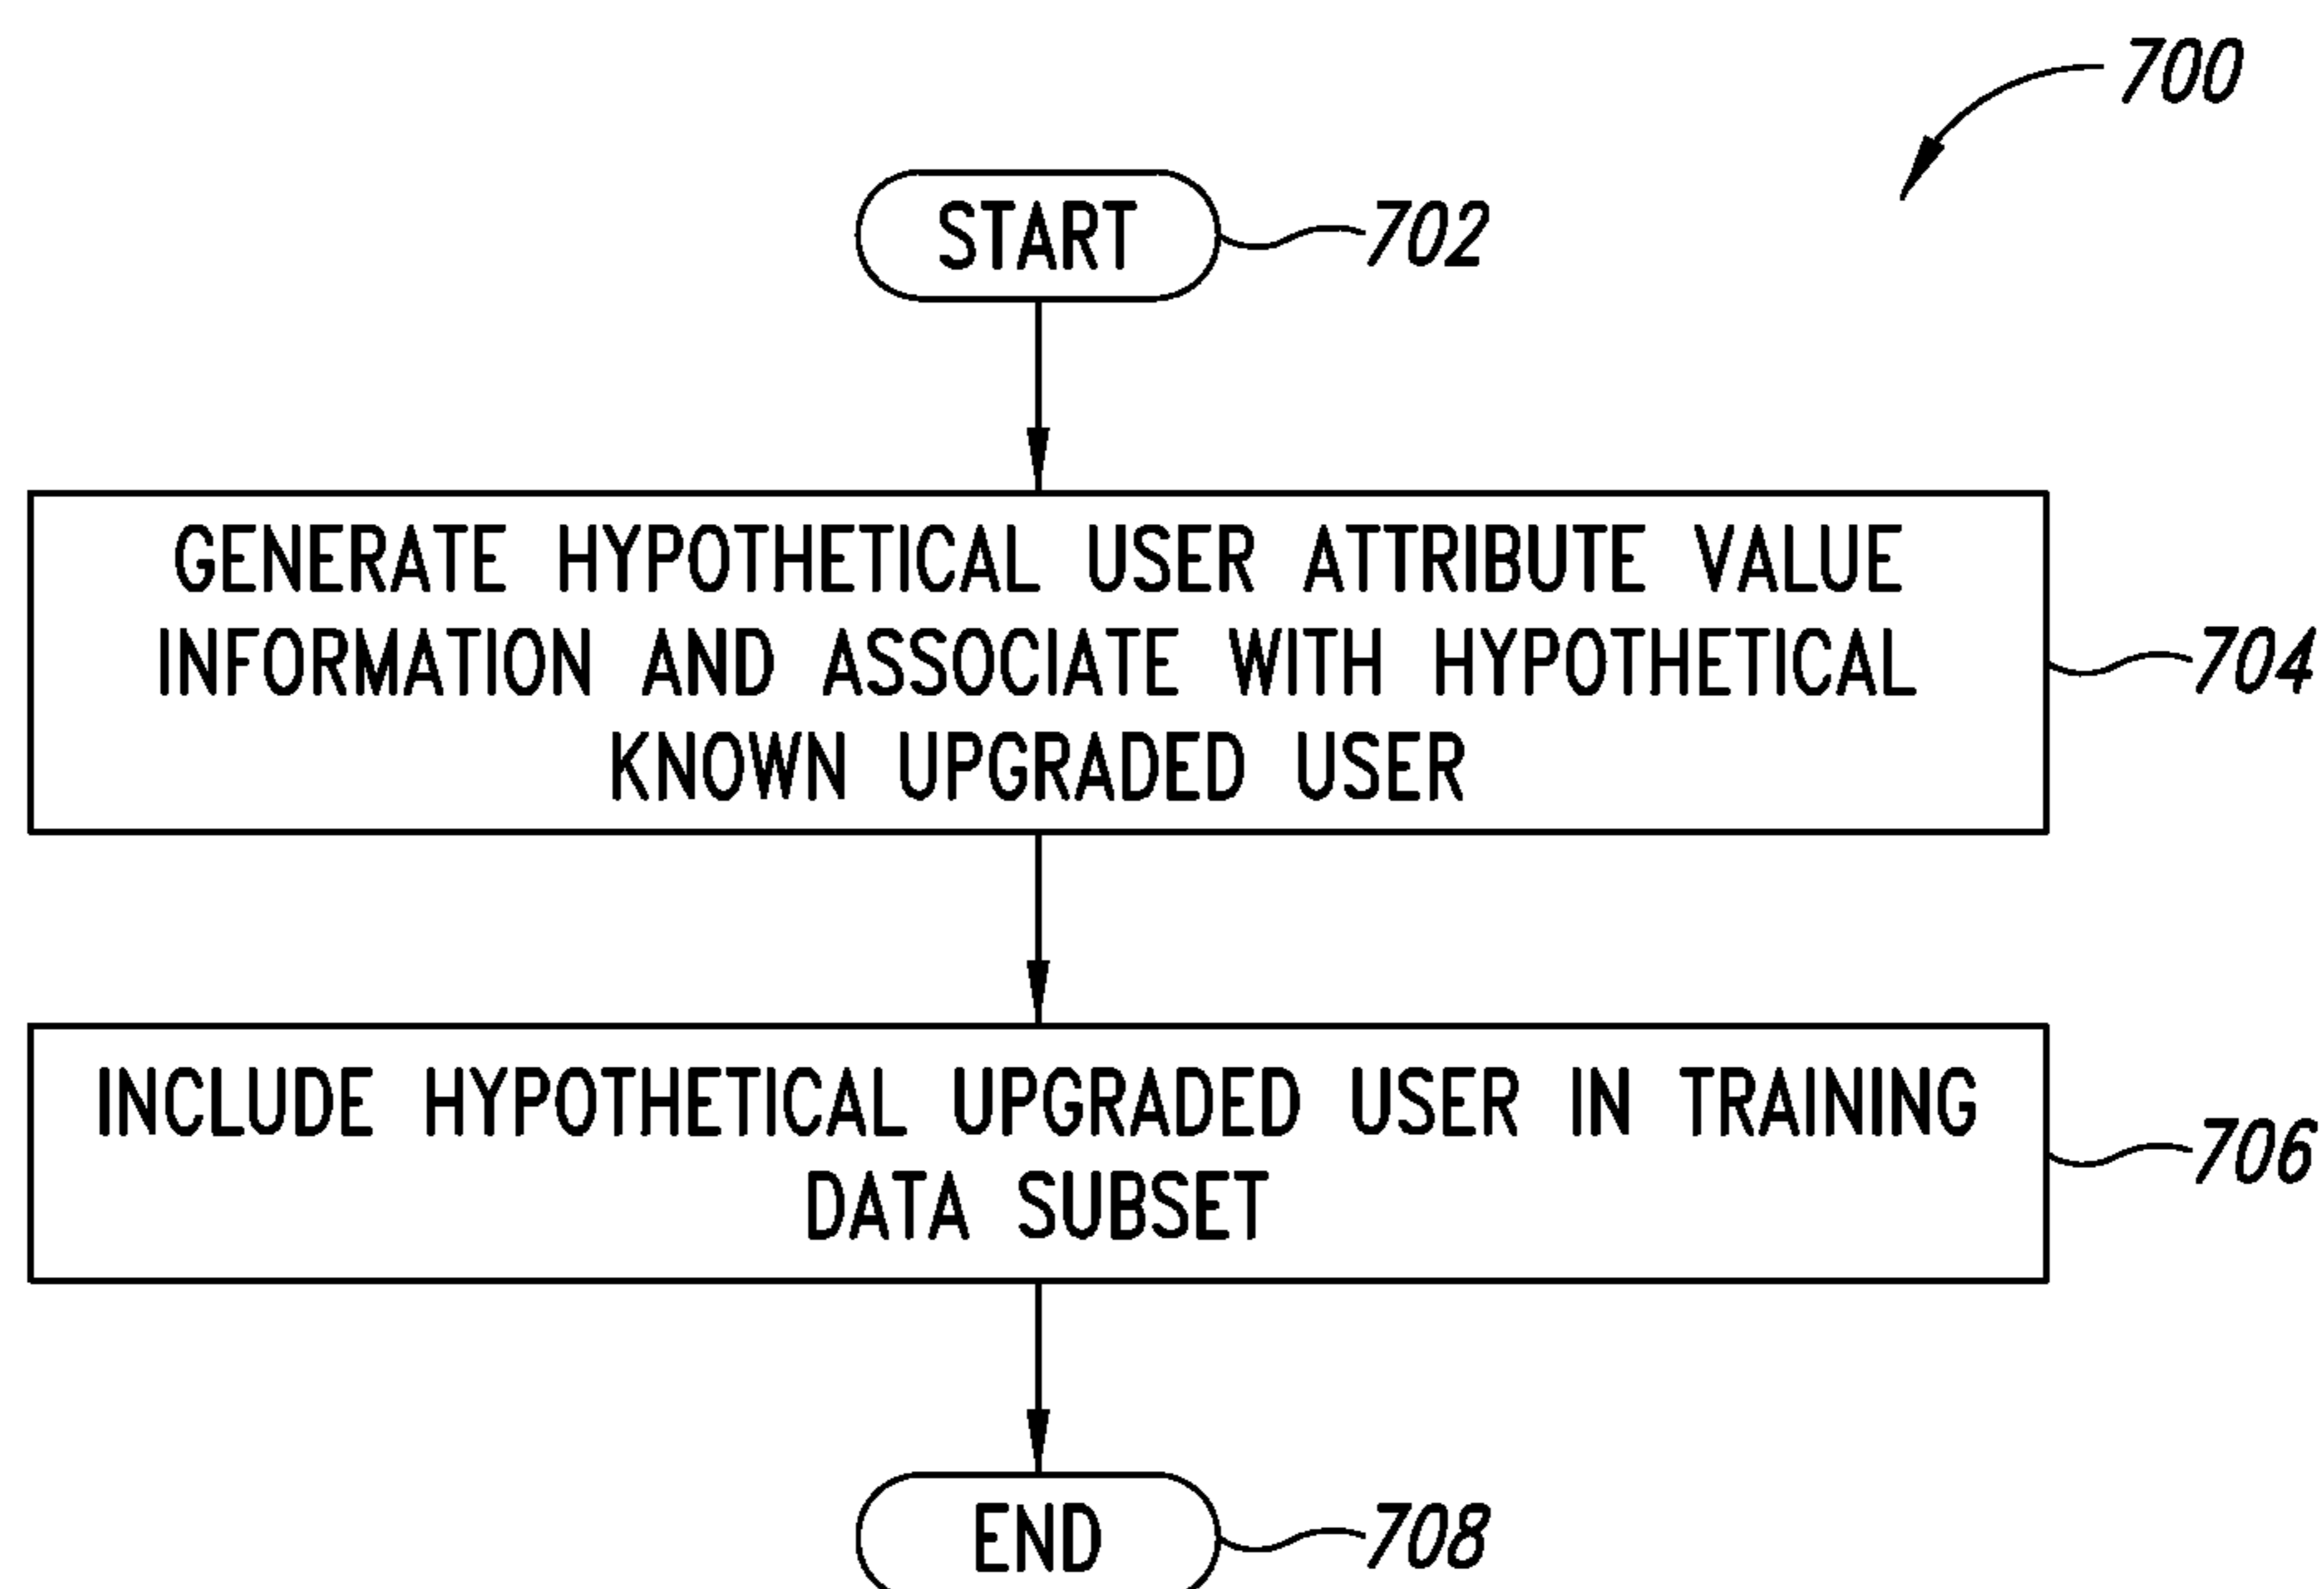 700
START
702
GENERATE HYPOTHETICAL USER ATTRIBUTE VALUE
INFORMATION AND ASSOCIATE WITH HYPOTHETICAL
KNOWN UPGRADED USER
704
INCLUDE HYPOTHETICAL UPGRADED USER IN TRAINING
DATA SUBSET
706
END
708